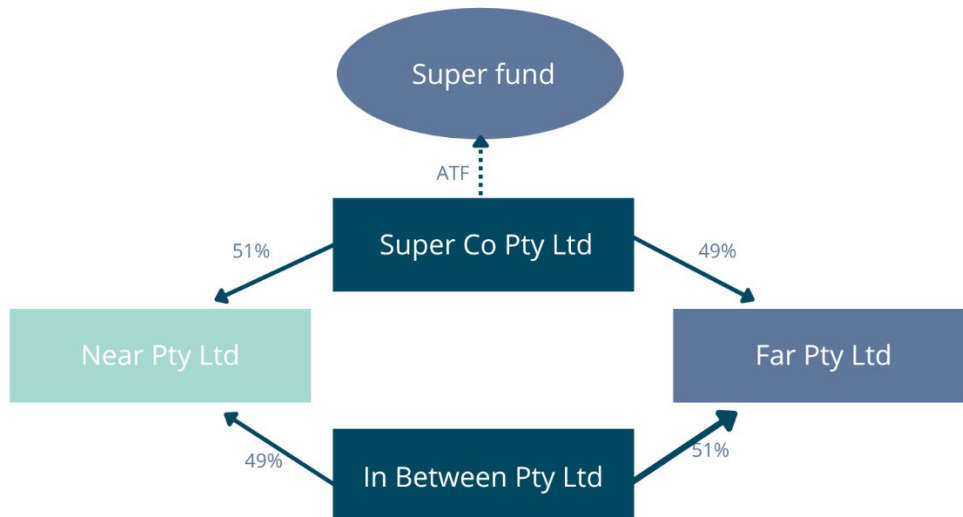 Super fund
ATF
Super Co Pty Ltd
51%
49%
Near Pty Ltd
Far Pty Ltd
49%
51%
In Between Pty Ltd